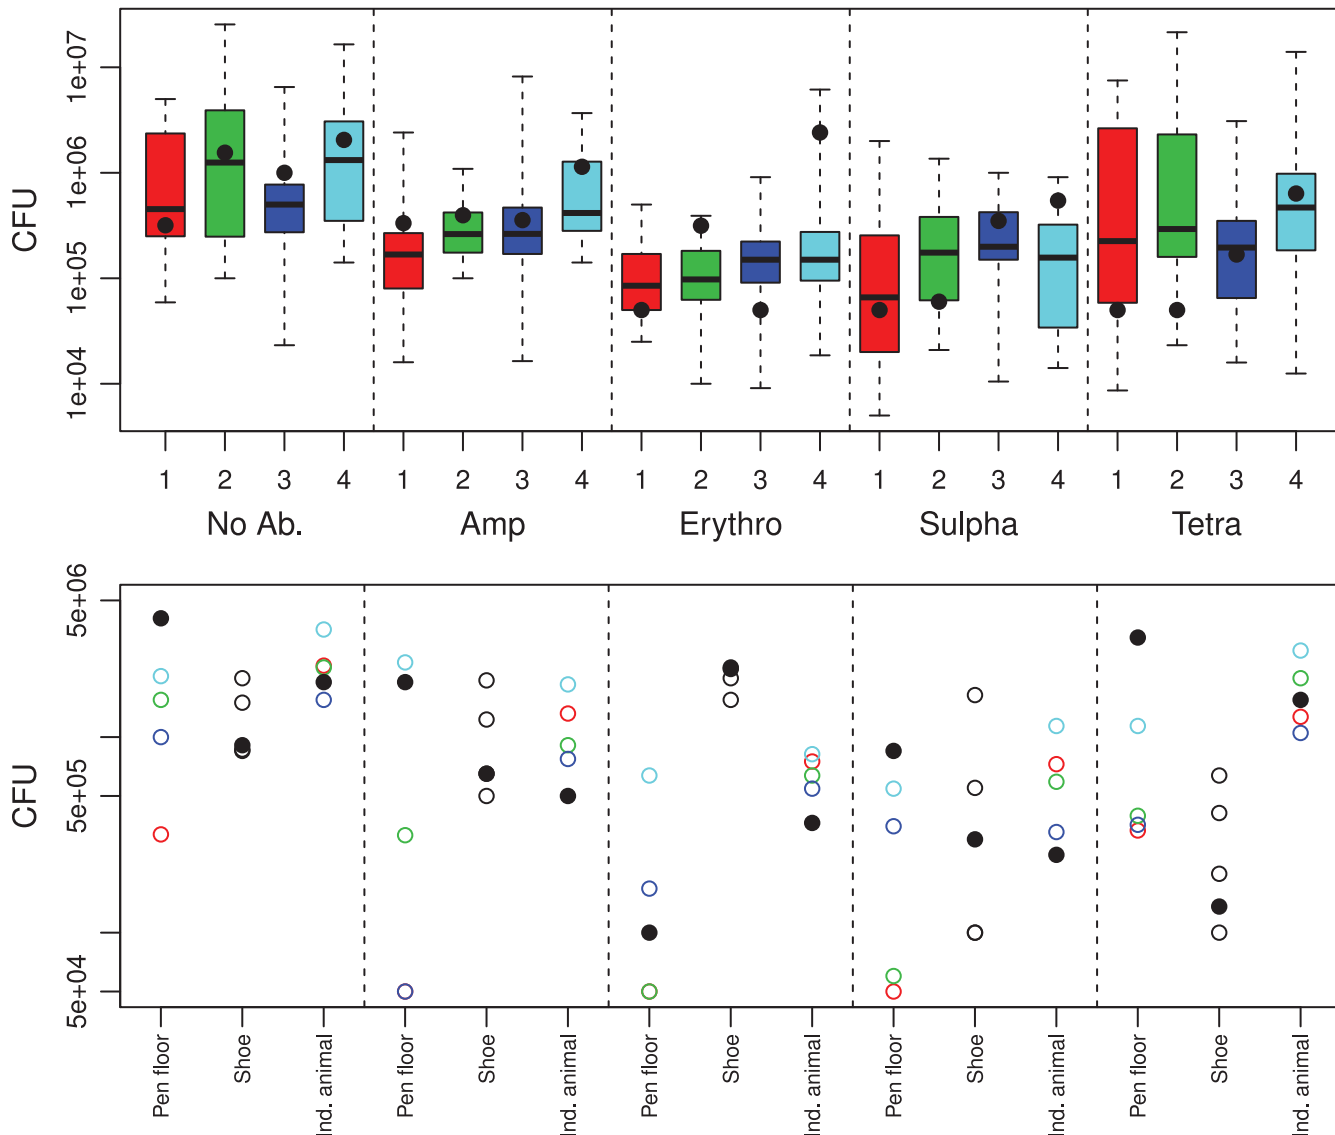 CFU
1e+07
1e+06
1e+05
1e+04
1 2 3 4 1 2 3 4 1 2 3 4 1 2 3 4 1 2 3 4
No Ab. Amp Erythro Sulpha Tetra
CFU
5e+06
5e+05
5e+04
Pen floor Shoe Ind. animal Pen floor Shoe Ind. animal Pen floor Shoe Ind. animal Pen floor Shoe Ind. animal Pen floor Shoe Ind. animal